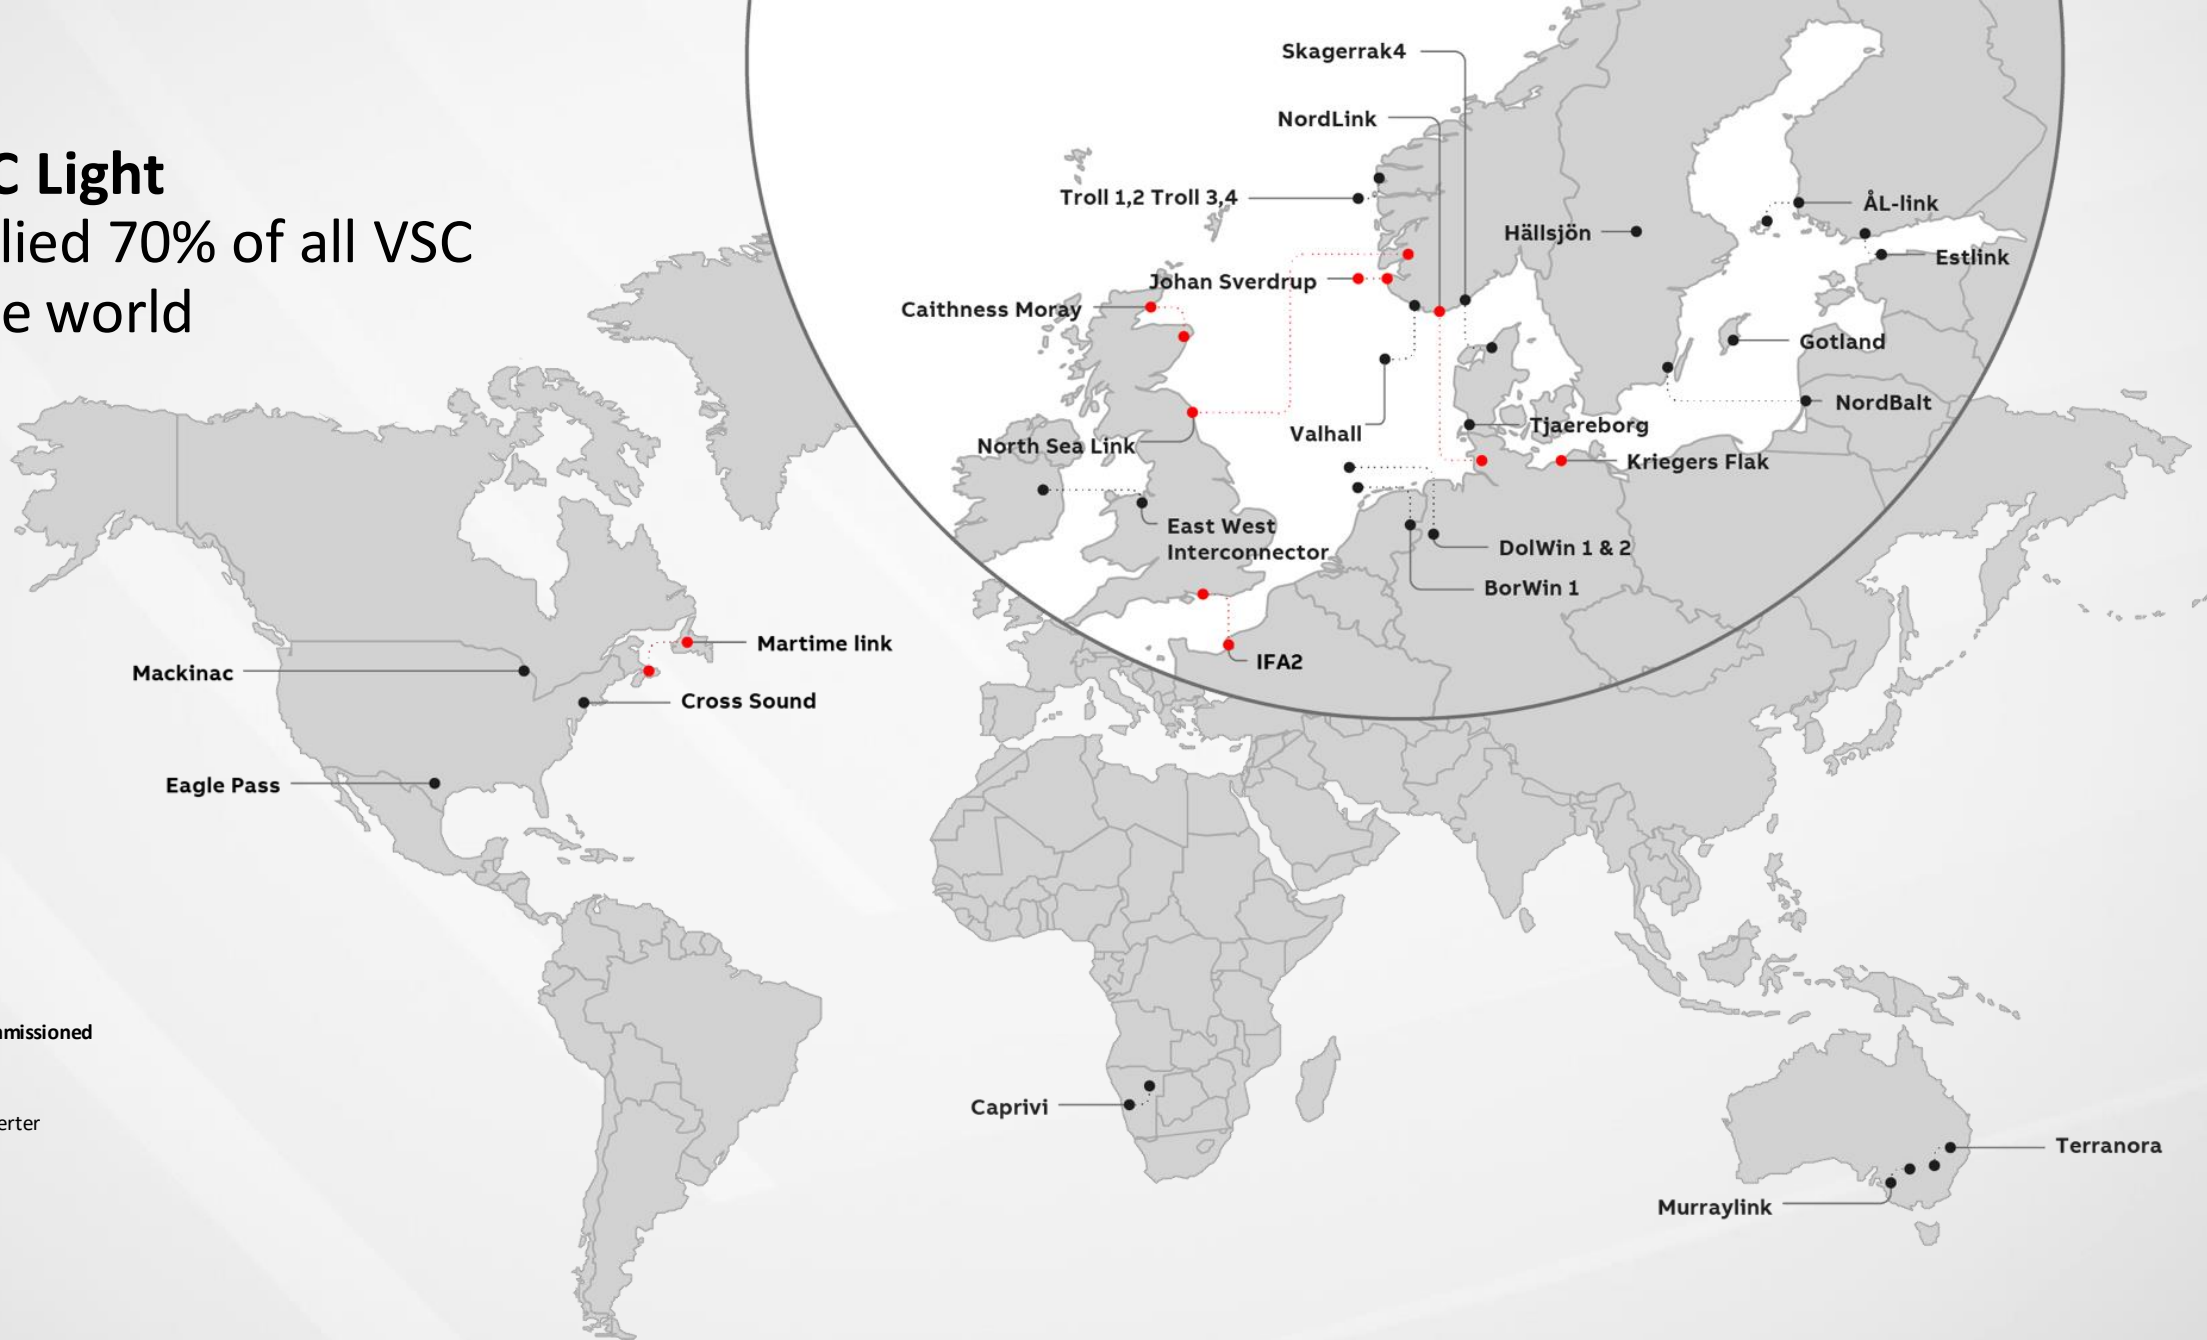 C Light
lied 70% of all VSC
e world
Skagerrak4
NordLink
Troll 1,2 Troll 3,4
Hällsjön
ÅL-link
Estlink
Johan Sverdrup
Caithness Moray
Gotland
NordBalt
North Sea Link
Valhall
Tjaereborg
Kriegers Flak
East West
Interconnector
DolWin 1 & 2
BorWin 1
IFA2
Martime link
Mackinac
Cross Sound
Eagle Pass
mmissioned
erter
Caprivi
Terranora
Murraylink